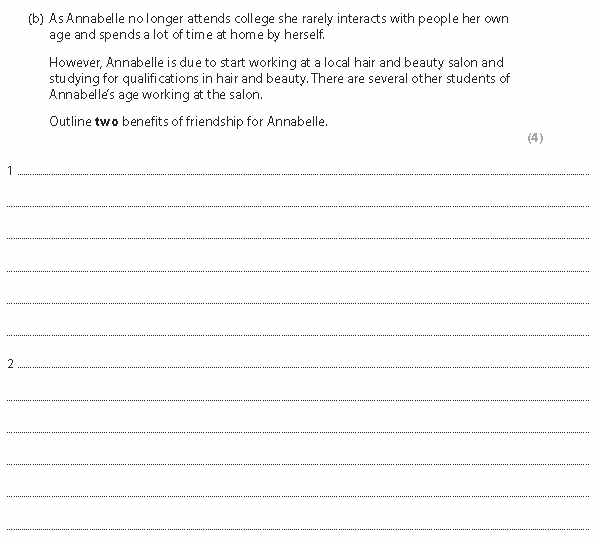 (b) As Annabelle no longer attends college she rarely interacts with people her own
age and spends a lot of time at home by herself.
However, Annabelle is due to start working at a local hair and beauty salon and
studying for qualifications in hair and beauty. There are several other students of
Annabelle's age working at the salon.
Outline two benefits of friendship for Annabelle.
(4)
1
2